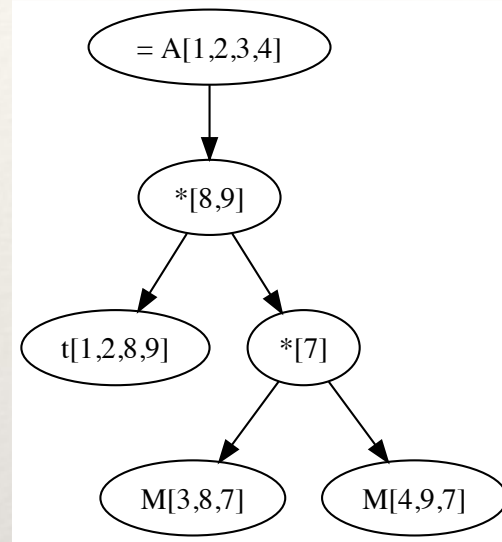 = A[1,2,3,4]
*[8,9]
t[1,2,8,9]
*[7]
M[3,8,7]
M[4,9,7]